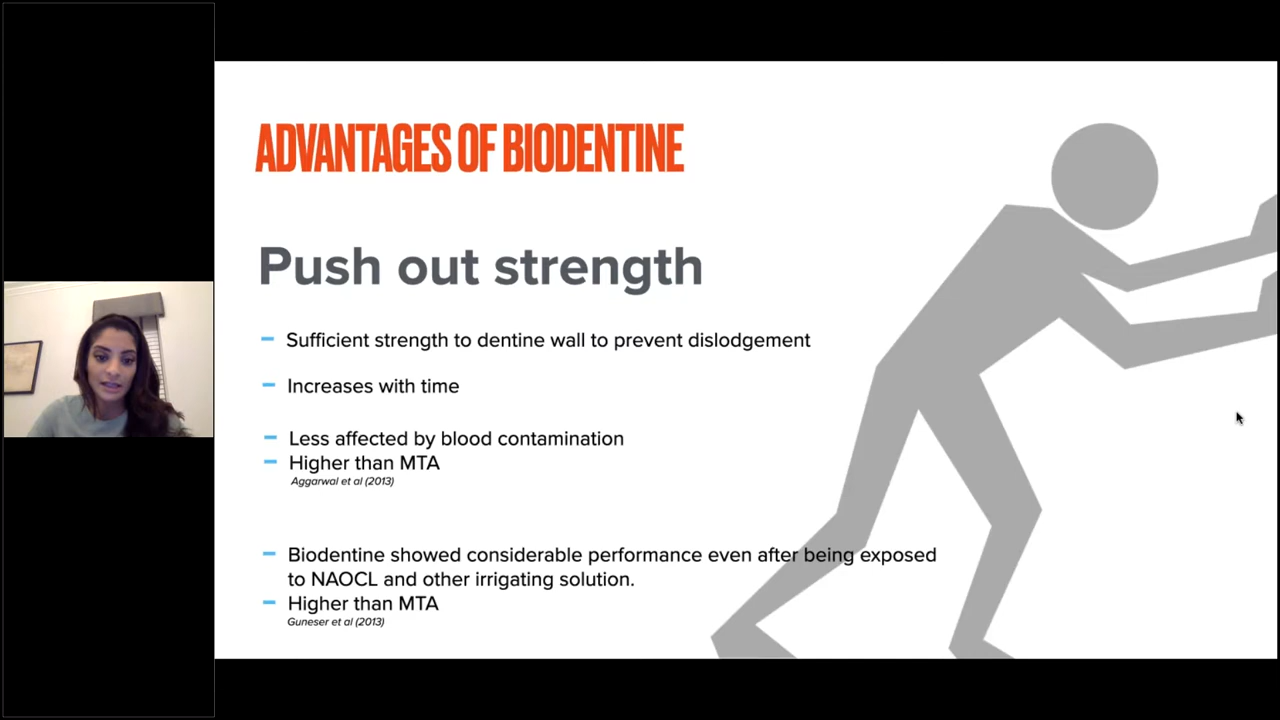 ADVANTAGES OF BIODENTINE
Push out strength
– Sufficient strength to dentine wall to prevent dislodgement
– Increases with time
– Less affected by blood contamination
– Higher than MTA
Aggarwal et al (2013)
– Biodentine showed considerable performance even after being exposed
to NAOCL and other irrigating solution.
– Higher than MTA
Guneser et al (2013)